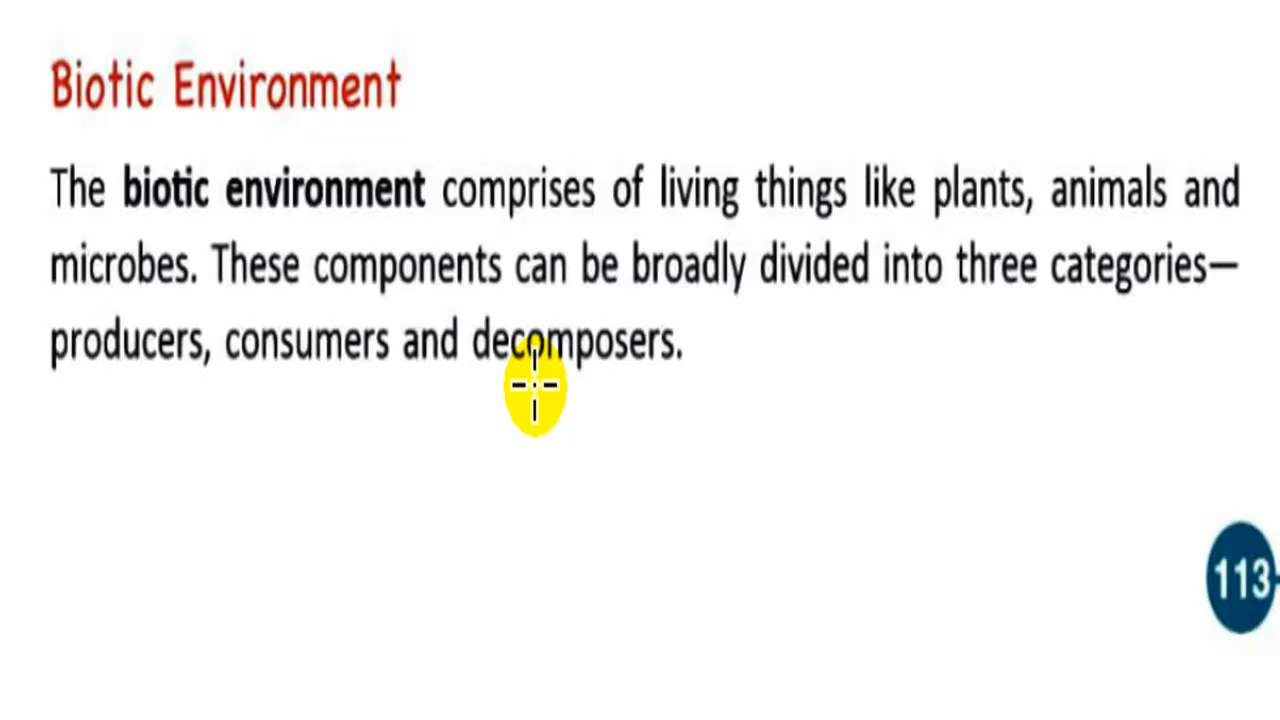 Biotic Environment
The biotic environment comprises of living things like plants, animals and
microbes. These components can be broadly divided into three categories—
producers, consumers and decomposers.
113